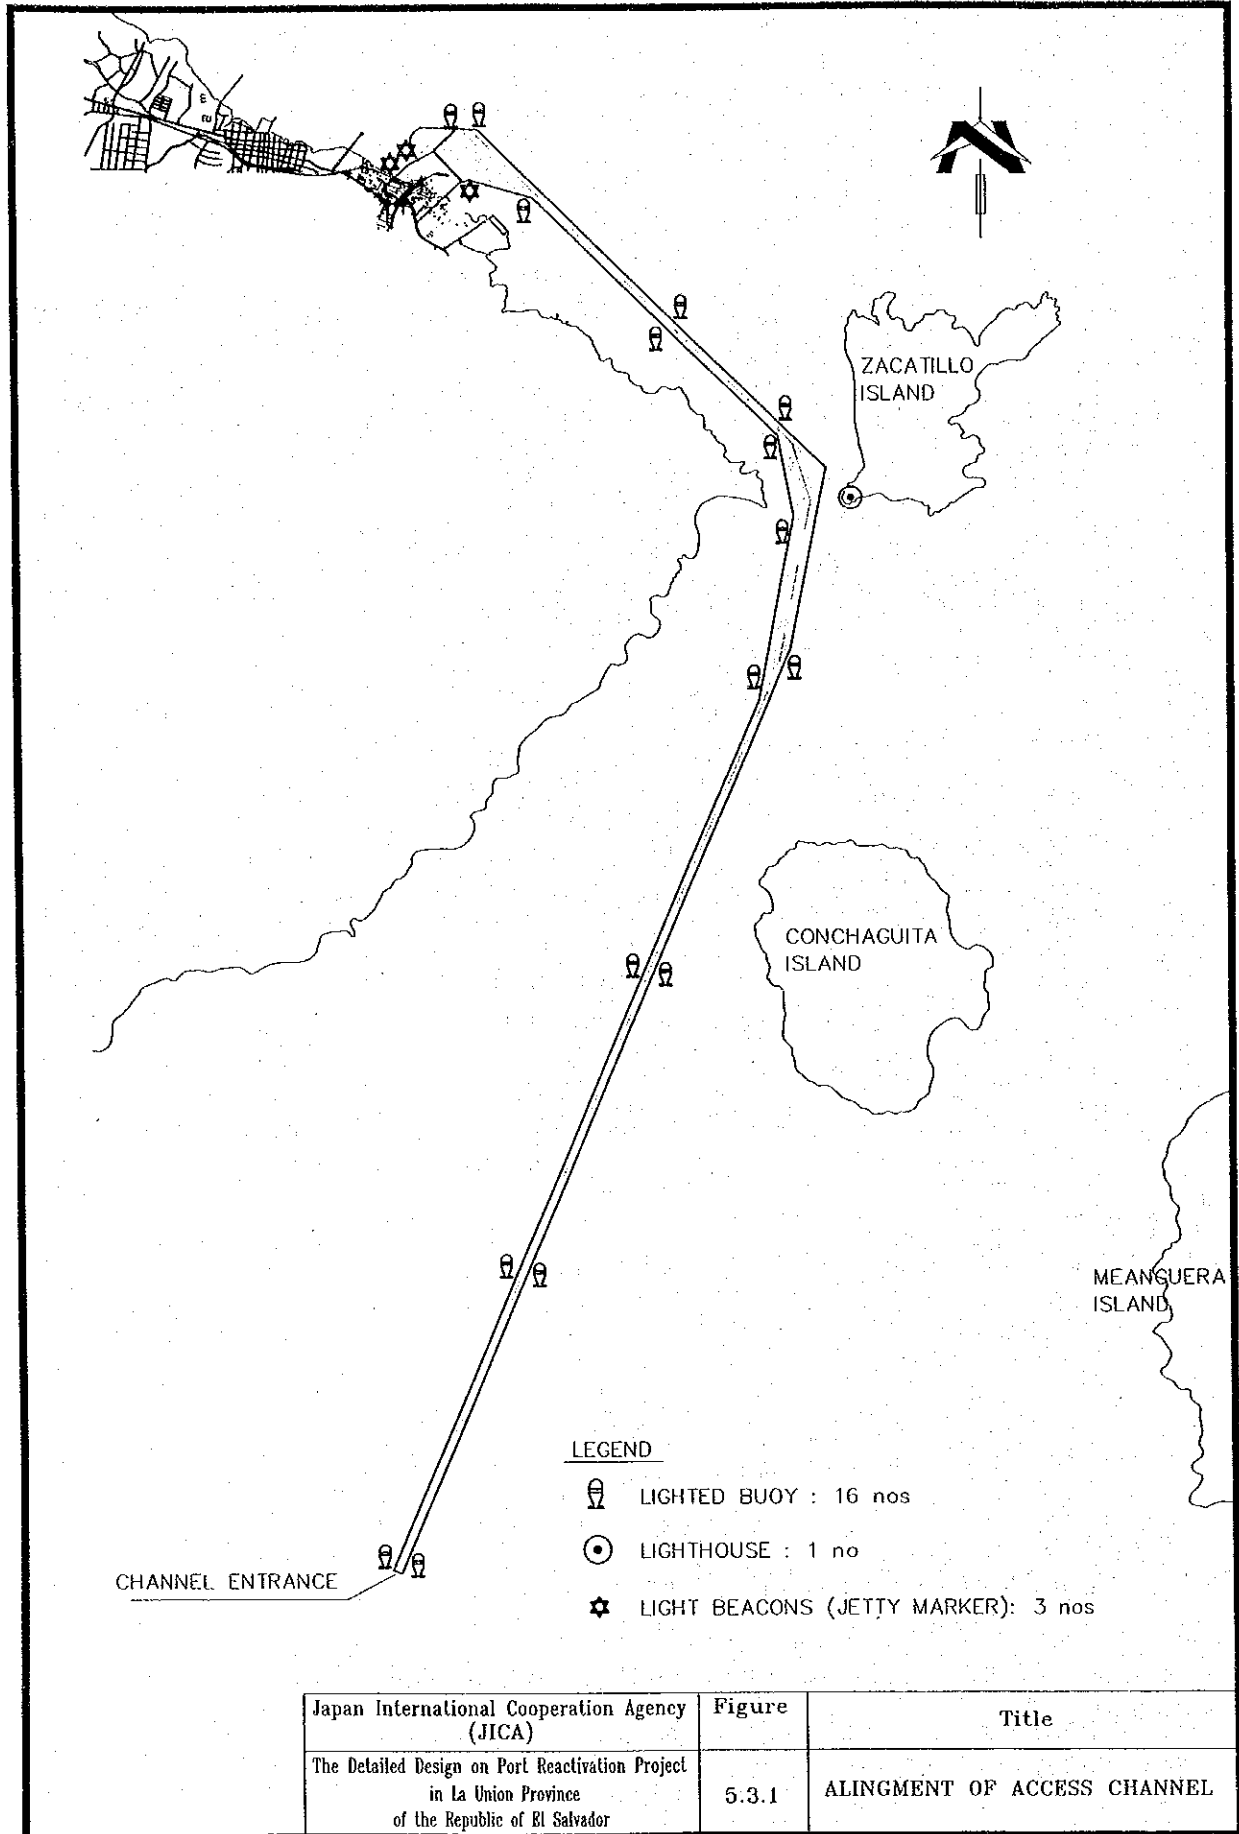 ZACATILLO
ISLAND
CONCHAGUITA
ISLAND
MEANGUERA
ISLAND
LEGEND
LIGHTED BUOY : 16 nos
LIGHTHOUSE : 1 no
LIGHT BEACONS (JETTY MARKER): 3 nos
CHANNEL ENTRANCE
Japan International Cooperation Agency
(JICA)
Figure
Title
The Detailed Design on Port Reactivation Project
in La Union Province
of the Republic of El Salvador
5.3.1
ALINGMENT OF ACCESS CHANNEL